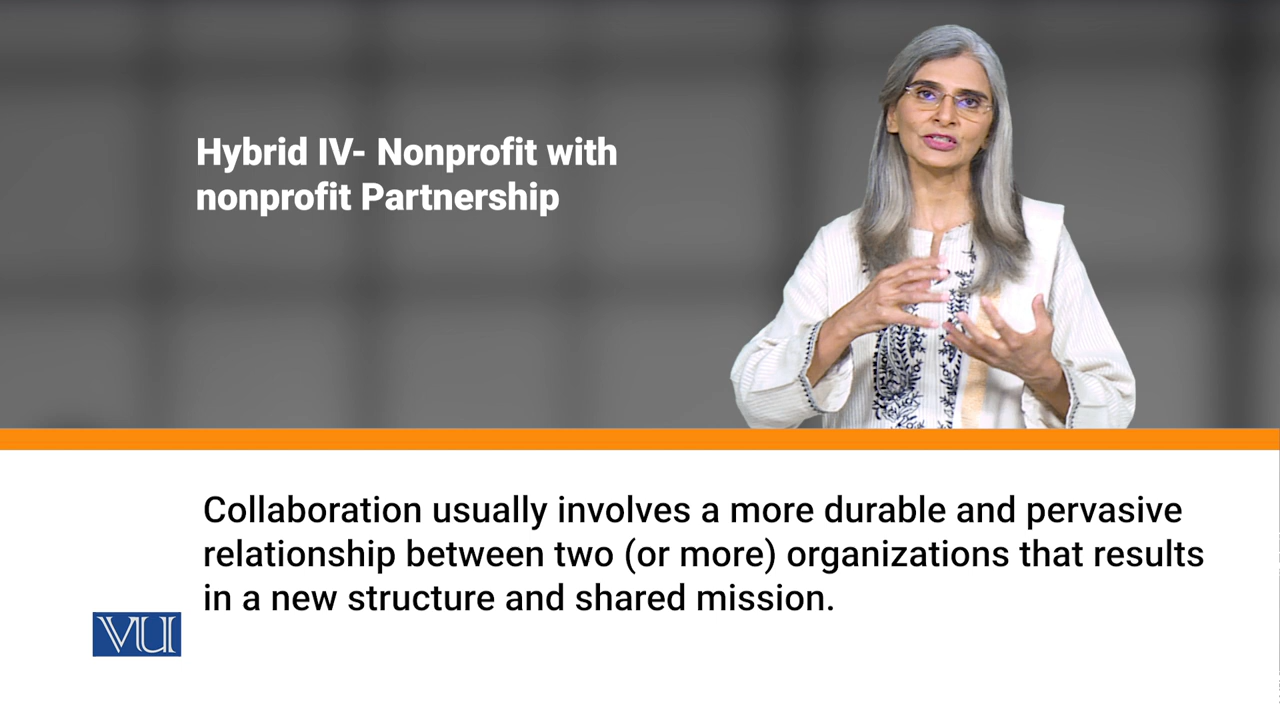 Hybrid IV- Nonprofit with
nonprofit Partnership
Collaboration usually involves a more durable and pervasive
relationship between two (or more) organizations that results
in a new structure and shared mission.
VU